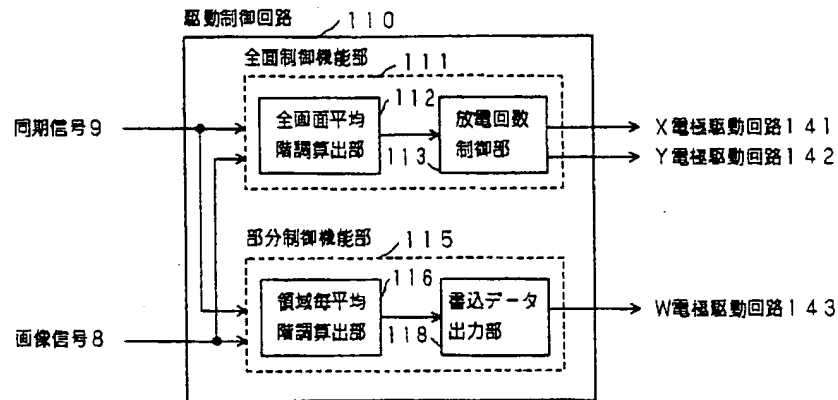 駆動制御回路 110
全面制御機能部 111
同期信号9
全画面平均
階調算出部
112
放電回数
制御部
113
X電極駆動回路141
Y電極駆動回路142
部分制御機能部 115
領域毎平均
階調算出部
116
書込データ
出力部
118
W電極駆動回路143
画像信号8